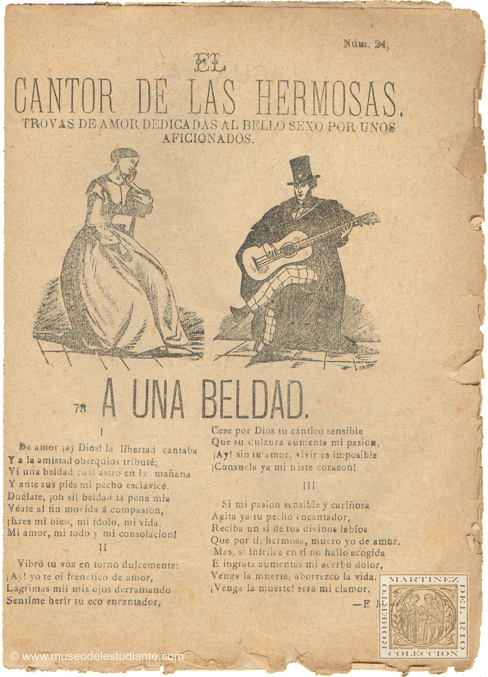 Núm. 24,
EL
CANTOR DE LAS HERMOSAS.
TROVAS DE AMOR DEDICADAS AL BELLO SEXO POR UNOS
AFICIONADOS.
73 A UNA BELDAD.
I
De amor ¡ay Dios! la libertad cantaba
Y a la amistad obsequios tributé;
Ví una beldad cual astro en la mañana
Y ante sus piés mi pecho esclavicé.
Duélate, ¡oh sil beldad la pena mia
Véate al fin movida á compasion,
¡Eres mi bien, mi ídolo, mi vida,
Mi amor, mi todo y mi consolacion!
II
Vibró tu voz en torno dulcemente:
¡Ay! yo te oí frenético de amor,
Lágrimas mil mis ojos derramando
Sentíme herir tu eco encantador,
Cese por Dios tu cántico sensible
Que su dulzura aumenta mi pasion,
¡Ay! sin tu amor, vivir es imposible
¡Consuela ya mi triste corazon!
III
Si mi pasion sensible y cariñosa
Agita ya tu pecho encantador,
Reciba un sí de tus divinos labios
Que por tí, hermosa, muero yo de amor.
Mas, si infelice en tí no hallo acogida
E ingrata aumentas mi acerbo dolor,
Venga la muerte, aborrezco la vida.
¡Venga la muerte! será mi clamor.
—F.
MARTINEZ
ROBERTO
DEL RIO
COLECCION
© www.museodelestudiante.com